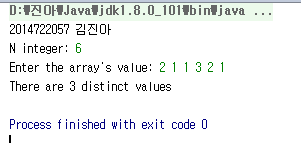 D:\진아\Java\jdk1.8.0_101\bin\java ...
2014722057 김진아
N integer: 6
Enter the array's value: 2 1 1 3 2 1
There are 3 distinct values
Process finished with exit code 0